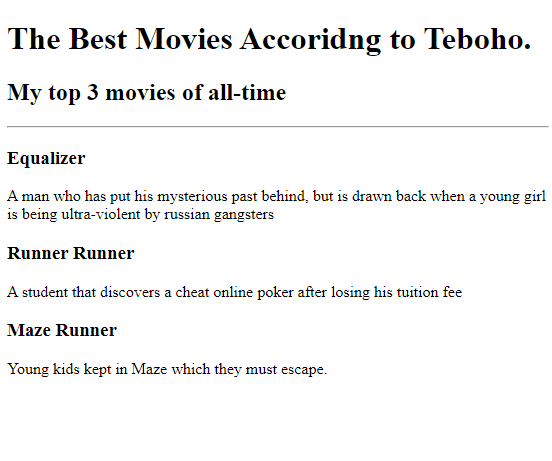 The Best Movies Accoridng to Teboho.
My top 3 movies of all-time
Equalizer
A man who has put his mysterious past behind, but is drawn back when a young girl
is being ultra-violent by russian gangsters
Runner Runner
A student that discovers a cheat online poker after losing his tuition fee
Maze Runner
Young kids kept in Maze which they must escape.